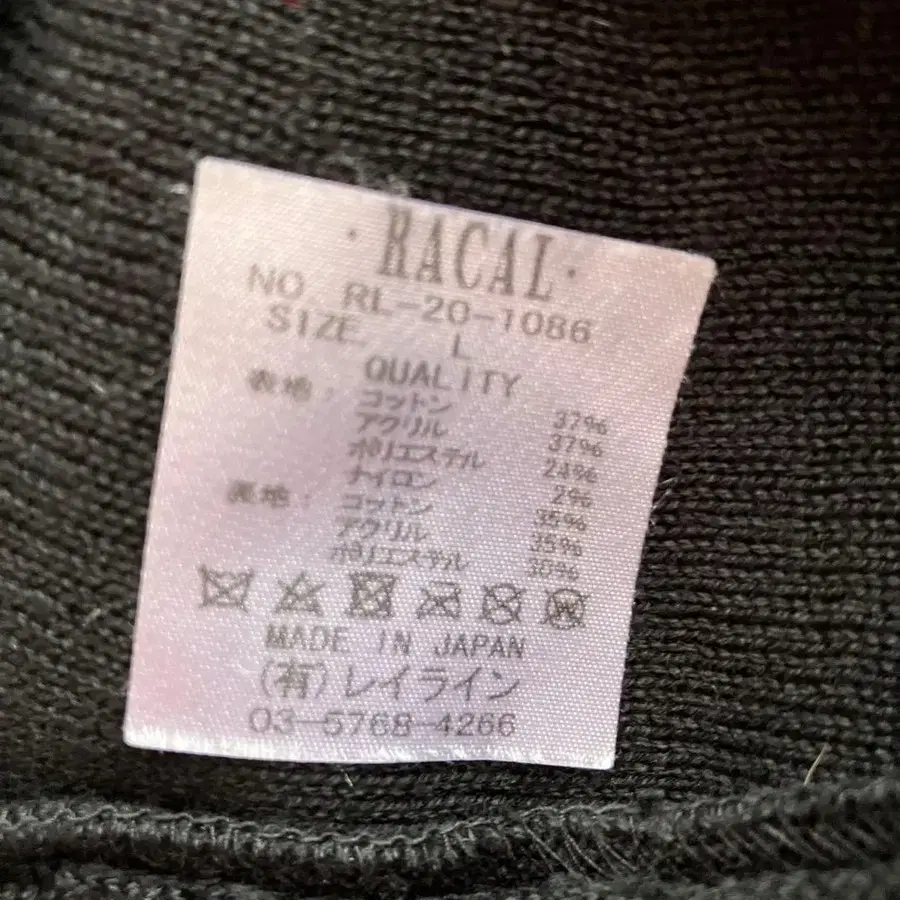 ·RACAL·
NO RL-20-1086
SIZE L
QUALITY
表地: コットン 37%
アクリル 37%
ポリエステル 24%
ナイロン 2%
裏地: コットン 35%
アクリル 35%
ポリエステル 30%
MADE IN JAPAN
(有)レイライン
03-5768-4266